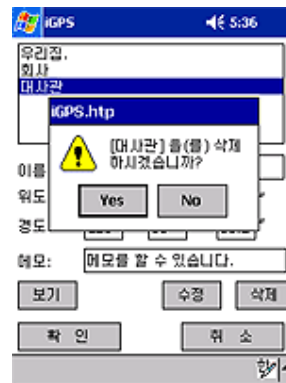 iGPS 5:36
우리집.
회사
대사관
iGPS.htp
[대사관]을(를) 삭제
하시겠습니까?
Yes No
이름
위도
경도
메모: 메모를 할 수 있습니다.
보기 수정 삭제
확 인 취 소